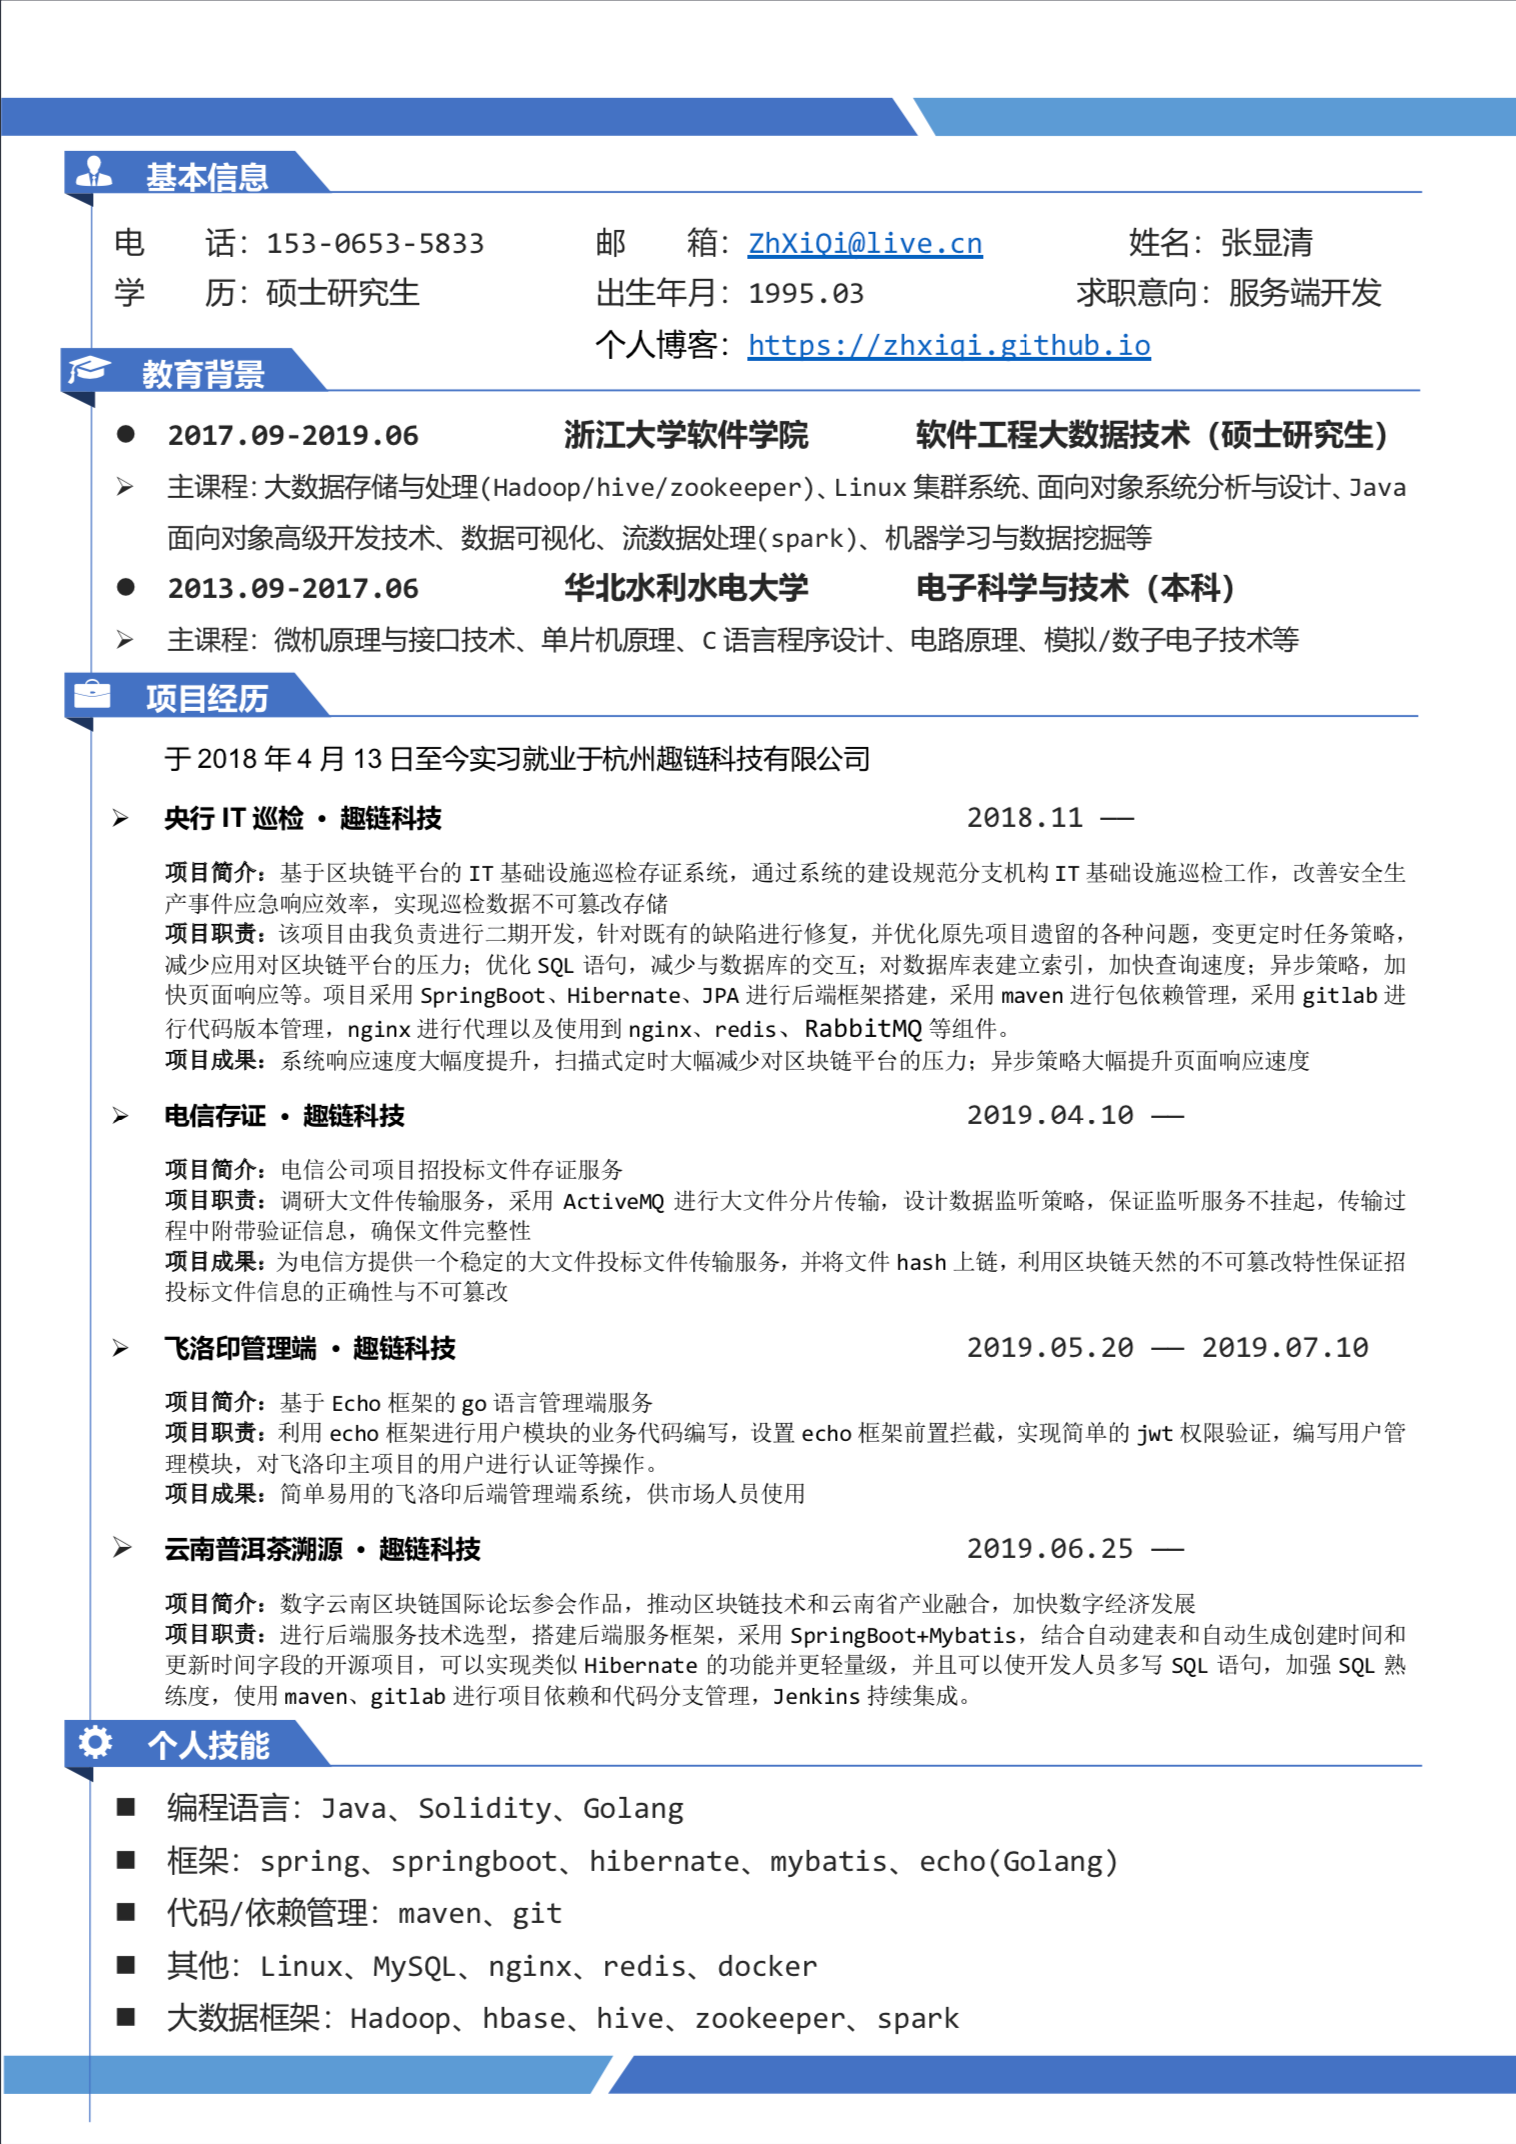 基本信息
电 话：153-0653-5833 邮 箱：ZhXiQi@live.cn 姓名：张显清
学 历：硕士研究生 出生年月：1995.03 求职意向：服务端开发
个人博客：https://zhxiqi.github.io
教育背景
● 2017.09-2019.06 浙江大学软件学院 软件工程大数据技术（硕士研究生）
➢ 主课程：大数据存储与处理(Hadoop/hive/zookeeper)、Linux 集群系统、面向对象系统分析与设计、Java
面向对象高级开发技术、数据可视化、流数据处理(spark)、机器学习与数据挖掘等
● 2013.09-2017.06 华北水利水电大学 电子科学与技术（本科）
➢ 主课程：微机原理与接口技术、单片机原理、C 语言程序设计、电路原理、模拟/数子电子技术等
项目经历
于 2018 年 4 月 13 日至今实习就业于杭州趣链科技有限公司
➢ 央行 IT 巡检 • 趣链科技 2018.11 ——
项目简介：基于区块链平台的 IT 基础设施巡检存证系统，通过系统的建设规范分支机构 IT 基础设施巡检工作，改善安全生
产事件应急响应效率，实现巡检数据不可篡改存储
项目职责：该项目由我负责进行二期开发，针对既有的缺陷进行修复，并优化原先项目遗留的各种问题，变更定时任务策略，
减少应用对区块链平台的压力；优化 SQL 语句，减少与数据库的交互；对数据库表建立索引，加快查询速度；异步策略，加
快页面响应等。项目采用 SpringBoot、Hibernate、JPA 进行后端框架搭建，采用 maven 进行包依赖管理，采用 gitlab 进
行代码版本管理，nginx 进行代理以及使用到 nginx、redis、RabbitMQ 等组件。
项目成果：系统响应速度大幅度提升，扫描式定时大幅减少对区块链平台的压力；异步策略大幅提升页面响应速度
➢ 电信存证 • 趣链科技 2019.04.10 ——
项目简介：电信公司项目招投标文件存证服务
项目职责：调研大文件传输服务，采用 ActiveMQ 进行大文件分片传输，设计数据监听策略，保证监听服务不挂起，传输过
程中附带验证信息，确保文件完整性
项目成果：为电信方提供一个稳定的大文件投标文件传输服务，并将文件 hash 上链，利用区块链天然的不可篡改特性保证招
投标文件信息的正确性与不可篡改
➢ 飞洛印管理端 • 趣链科技 2019.05.20 —— 2019.07.10
项目简介：基于 Echo 框架的 go 语言管理端服务
项目职责：利用 echo 框架进行用户模块的业务代码编写，设置 echo 框架前置拦截，实现简单的 jwt 权限验证，编写用户管
理模块，对飞洛印主项目的用户进行认证等操作。
项目成果：简单易用的飞洛印后端管理端系统，供市场人员使用
➢ 云南普洱茶溯源 • 趣链科技 2019.06.25 ——
项目简介：数字云南区块链国际论坛参会作品，推动区块链技术和云南省产业融合，加快数字经济发展
项目职责：进行后端服务技术选型，搭建后端服务框架，采用 SpringBoot+Mybatis，结合自动建表和自动生成创建时间和
更新时间字段的开源项目，可以实现类似 Hibernate 的功能并更轻量级，并且可以使开发人员多写 SQL 语句，加强 SQL 熟
练度，使用 maven、gitlab 进行项目依赖和代码分支管理，Jenkins 持续集成。
个人技能
■ 编程语言：Java、Solidity、Golang
■ 框架：spring、springboot、hibernate、mybatis、echo(Golang)
■ 代码/依赖管理：maven、git
■ 其他：Linux、MySQL、nginx、redis、docker
■ 大数据框架：Hadoop、hbase、hive、zookeeper、spark